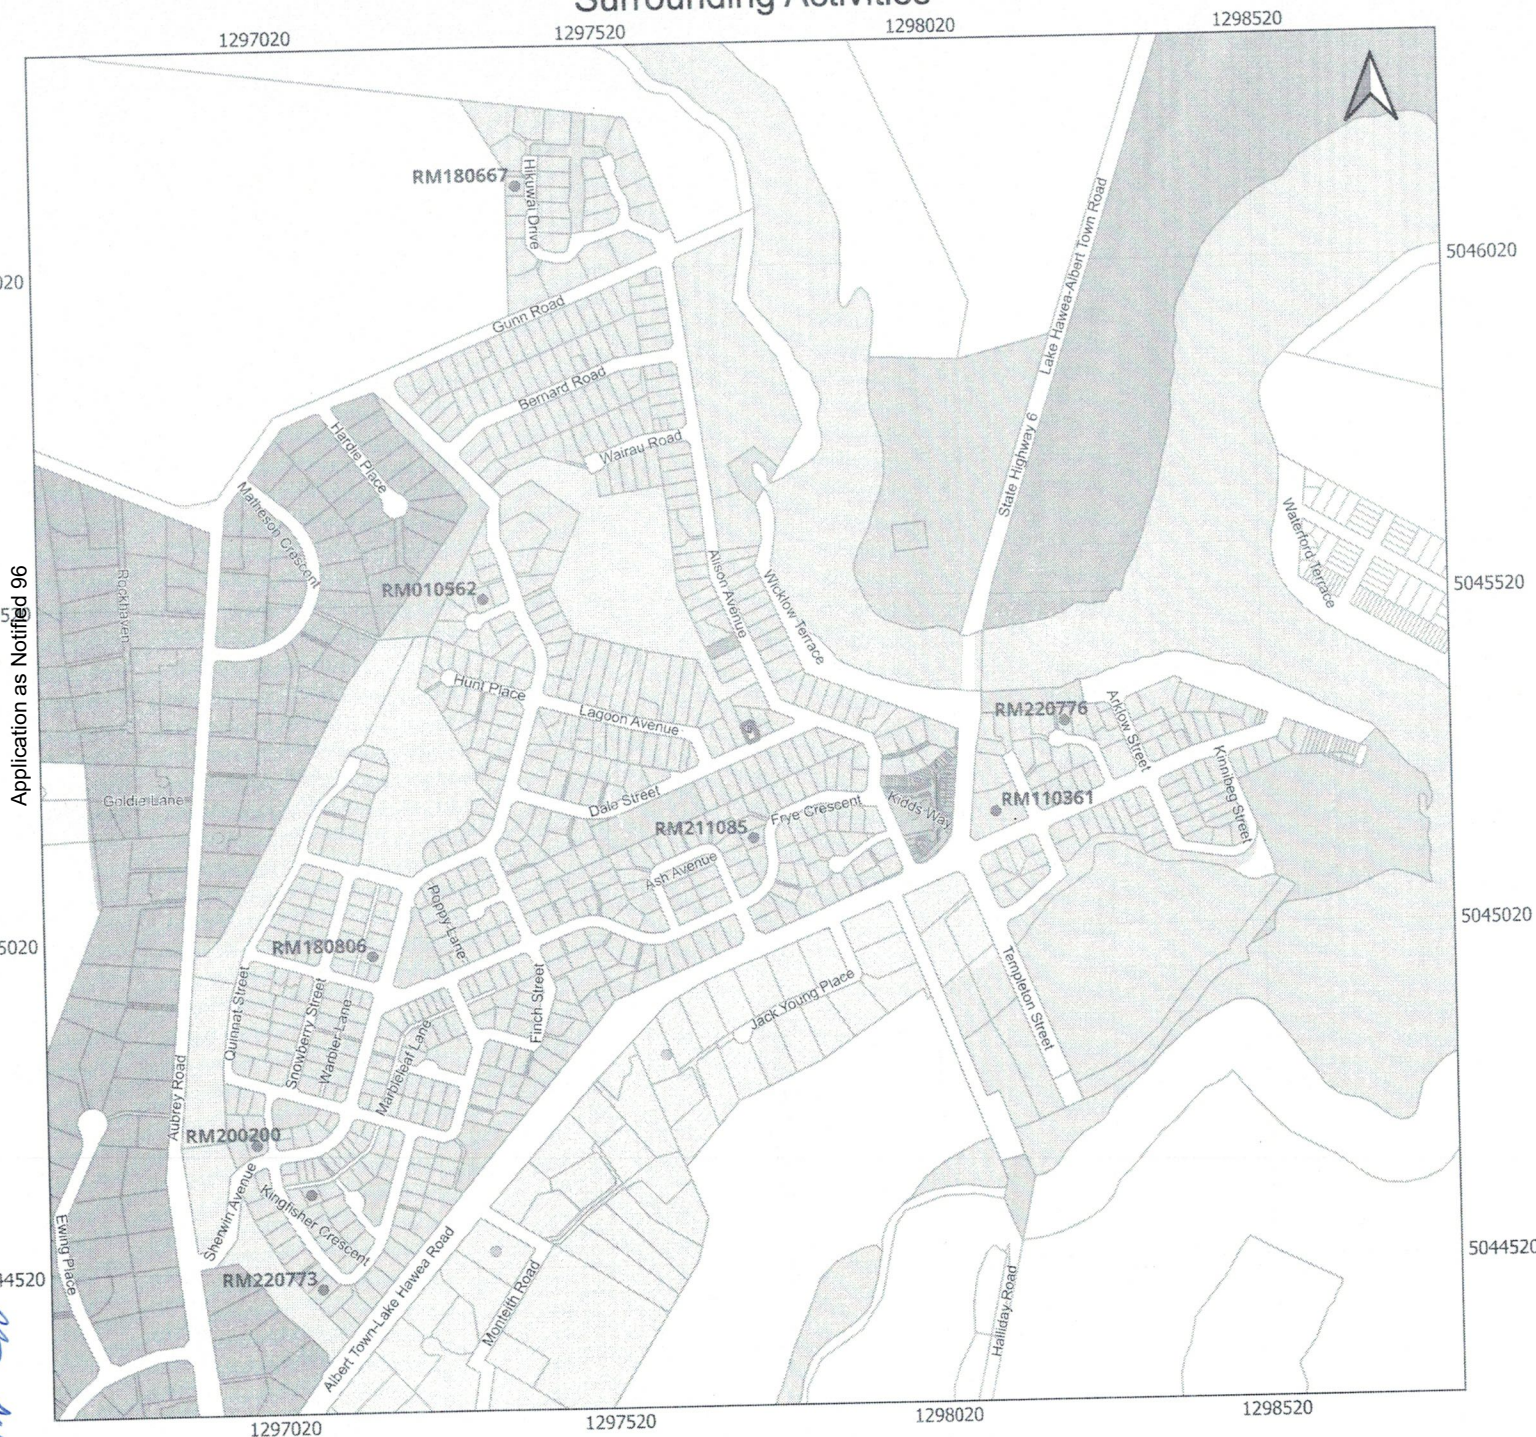 Surrounding Activities
1297020
1297520
1298020
1298520
RM180667
Hikuwai Drive
Lake Hawea-Albert Town Road
5046020
020
Gunn Road
Bernard Road
Hardie Place
Wairau Road
State Highway 6
Matheson Crescent
Waterford Terrace
Application as Notified 96
Rockhaven
RM010562
Alison Avenue
Wicklow Terrace
5045520
Hunt Place
Lagoon Avenue
RM220776
Arklow Street
Kinnibeg Street
Goldie Lane
Dale Street
Frye Crescent
Kidds Way
RM110361
RM211085
Ash Avenue
Poppy Lane
5045020
5020
RM180806
Quinnat Street
Snowberry Street
Warbler Lane
Marbleleaf Lane
Finch Street
Jack Young Place
Templeton Street
Aubrey Road
RM200200
Sherwin Avenue
Kingfisher Crescent
Ewing Place
RM220773
Albert Town-Lake Hawea Road
Monteith Road
Halliday Road
5044520
44520
1297020
1297520
1298020
1298520